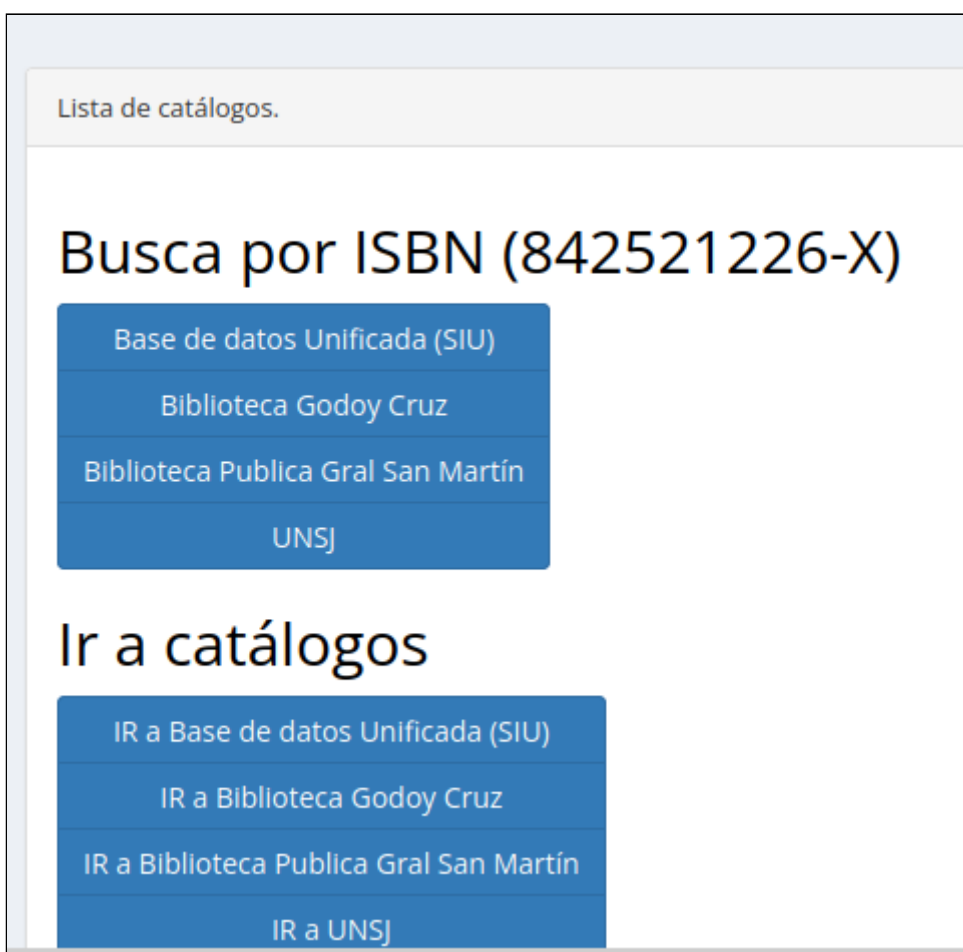 Lista de catálogos.
Busca por ISBN (842521226-X)
Base de datos Unificada (SIU)
Biblioteca Godoy Cruz
Biblioteca Publica Gral San Martín
UNSJ
Ir a catálogos
IR a Base de datos Unificada (SIU)
IR a Biblioteca Godoy Cruz
IR a Biblioteca Publica Gral San Martín
IR a UNSJ